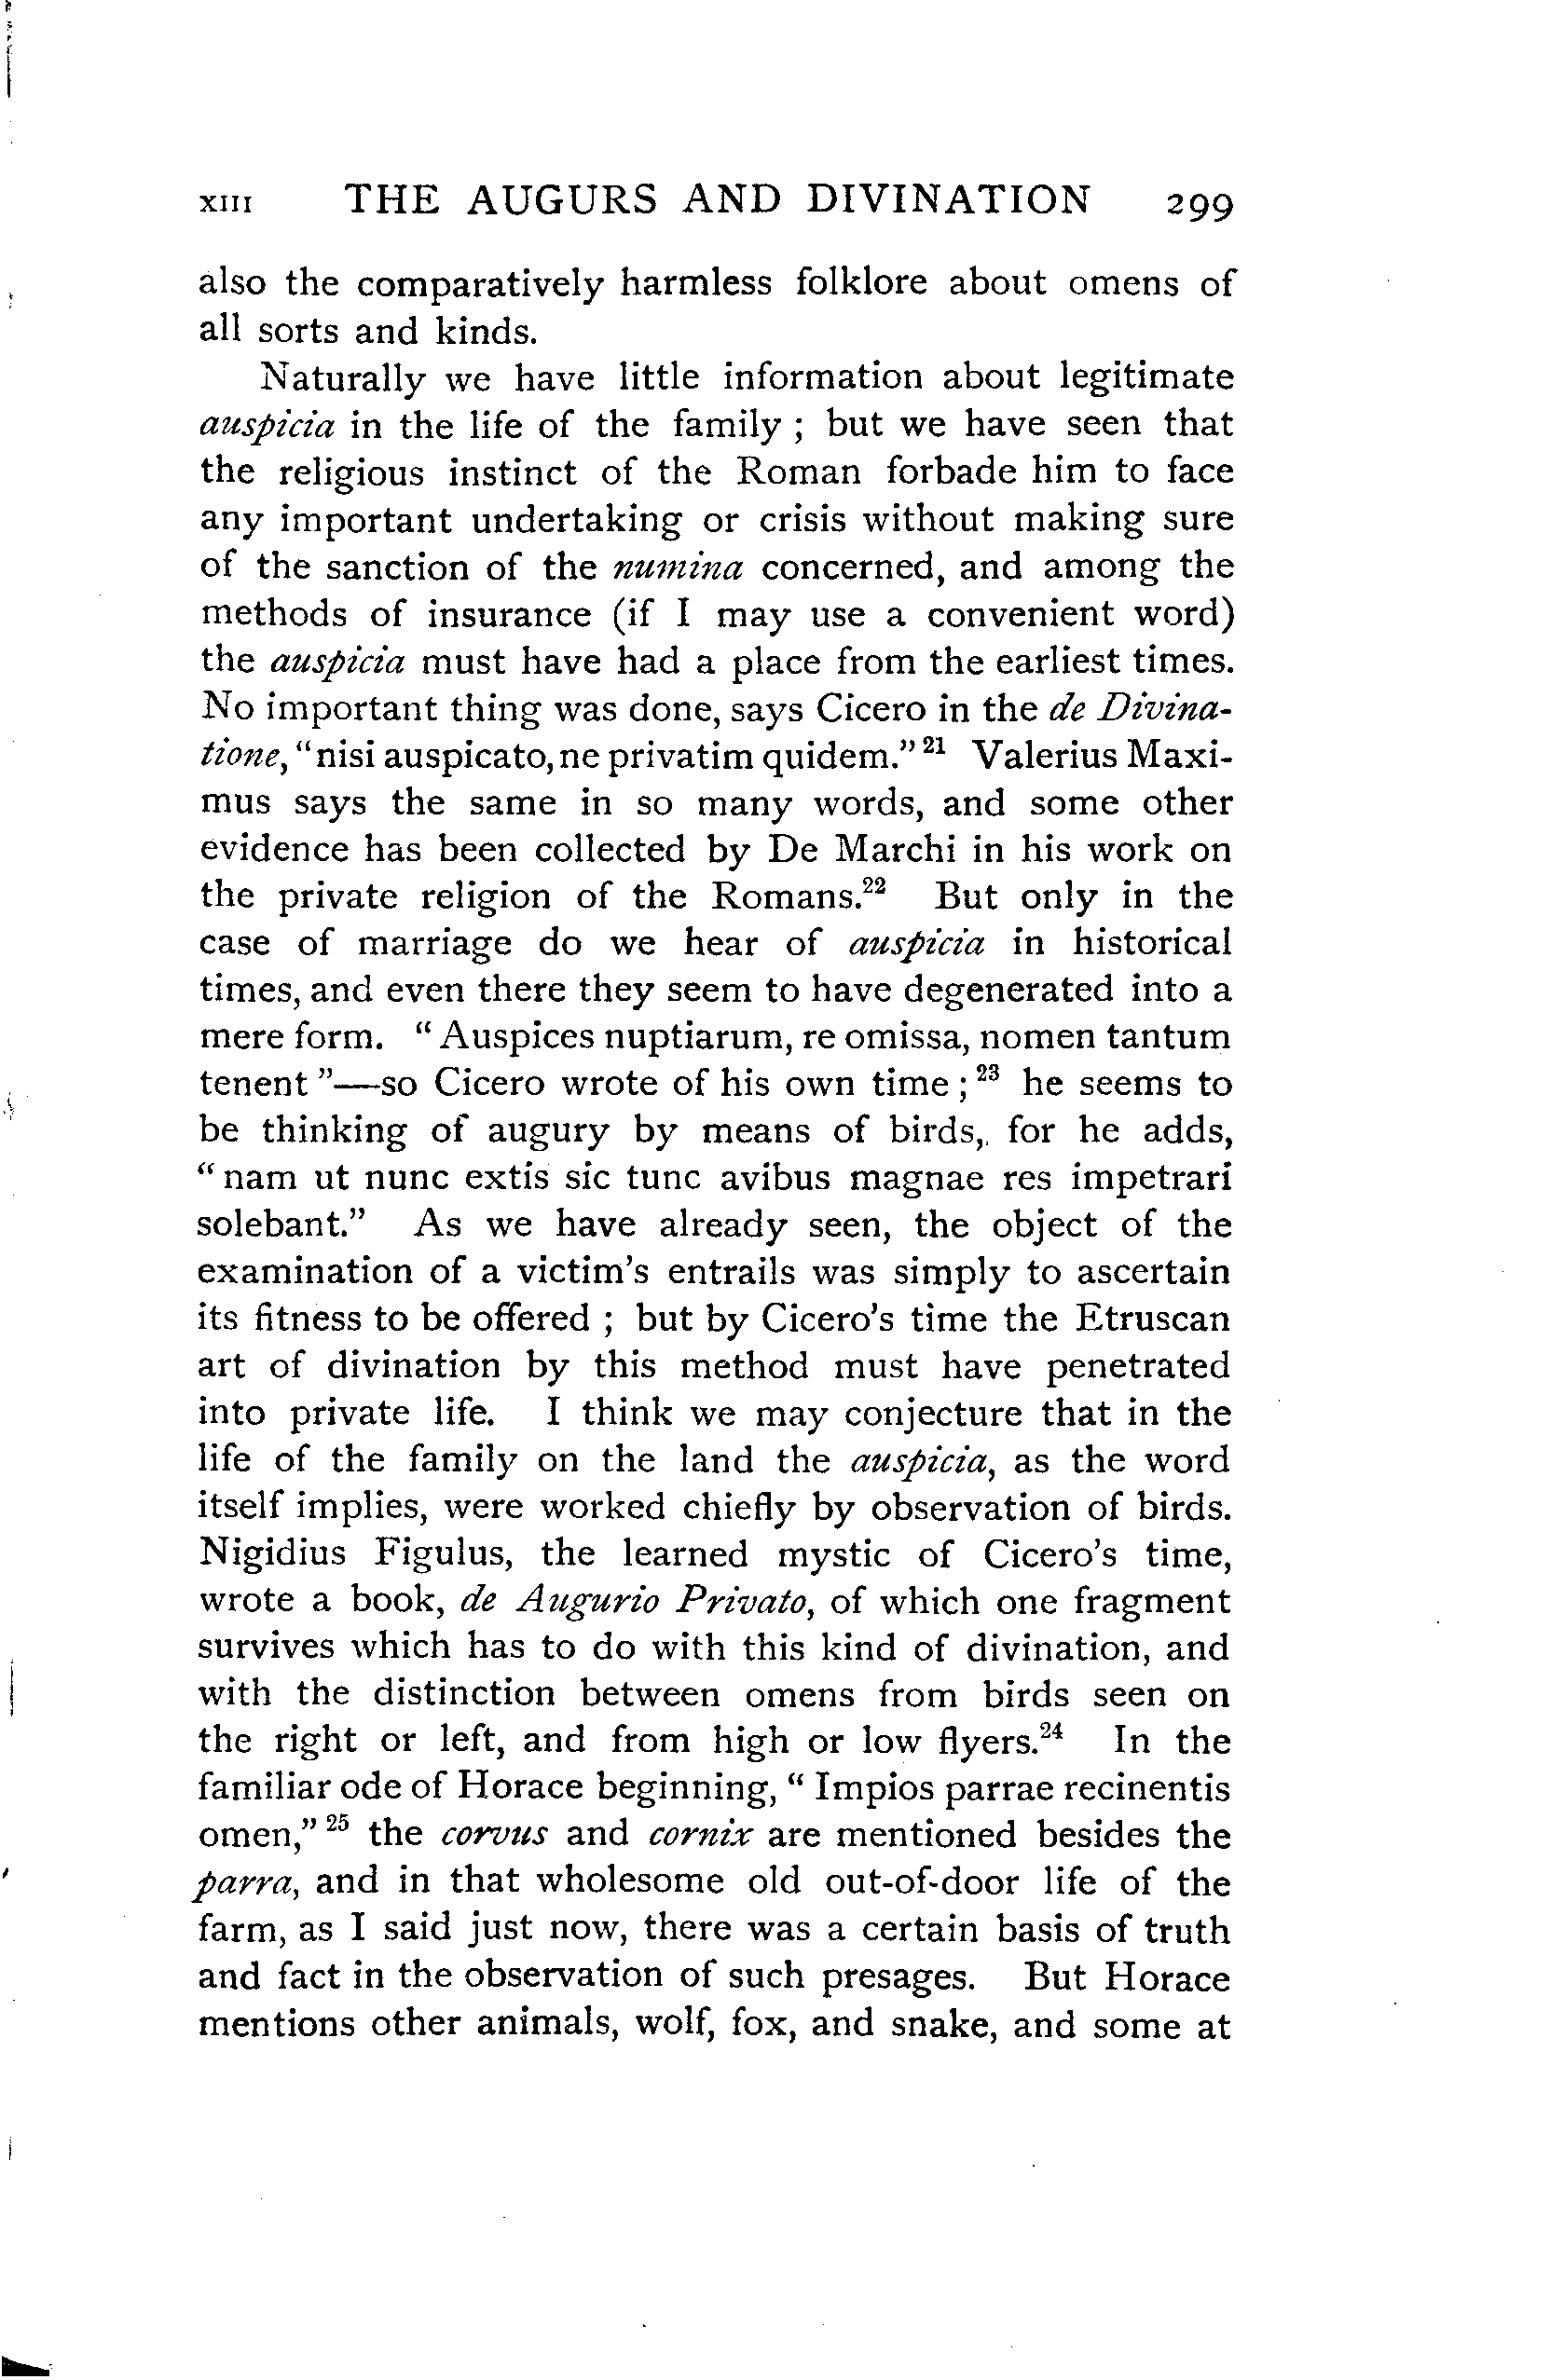 XIII THE AUGURS AND DIVINATION 299
also the comparatively harmless folklore about omens of
all sorts and kinds.
Naturally we have little information about legitimate
auspicia in the life of the family ; but we have seen that
the religious instinct of the Roman forbade him to face
any important undertaking or crisis without making sure
of the sanction of the numina concerned, and among the
methods of insurance (if I may use a convenient word)
the auspicia must have had a place from the earliest times.
No important thing was done, says Cicero in the de Divina-
tione, "nisi auspicato, ne privatim quidem." 21 Valerius Maxi-
mus says the same in so many words, and some other
evidence has been collected by De Marchi in his work on
the private religion of the Romans.22 But only in the
case of marriage do we hear of auspicia in historical
times, and even there they seem to have degenerated into a
mere form. " Auspices nuptiarum, re omissa, nomen tantum
tenent "—so Cicero wrote of his own time ; 23 he seems to
be thinking of augury by means of birds, for he adds,
" nam ut nunc extis sic tunc avibus magnae res impetrari
solebant." As we have already seen, the object of the
examination of a victim's entrails was simply to ascertain
its fitness to be offered ; but by Cicero's time the Etruscan
art of divination by this method must have penetrated
into private life. I think we may conjecture that in the
life of the family on the land the auspicia, as the word
itself implies, were worked chiefly by observation of birds.
Nigidius Figulus, the learned mystic of Cicero's time,
wrote a book, de Augurio Privato, of which one fragment
survives which has to do with this kind of divination, and
with the distinction between omens from birds seen on
the right or left, and from high or low flyers.24 In the
familiar ode of Horace beginning, " Impios parrae recinentis
omen," 25 the corvus and cornix are mentioned besides the
parra, and in that wholesome old out-of-door life of the
farm, as I said just now, there was a certain basis of truth
and fact in the observation of such presages. But Horace
mentions other animals, wolf, fox, and snake, and some at